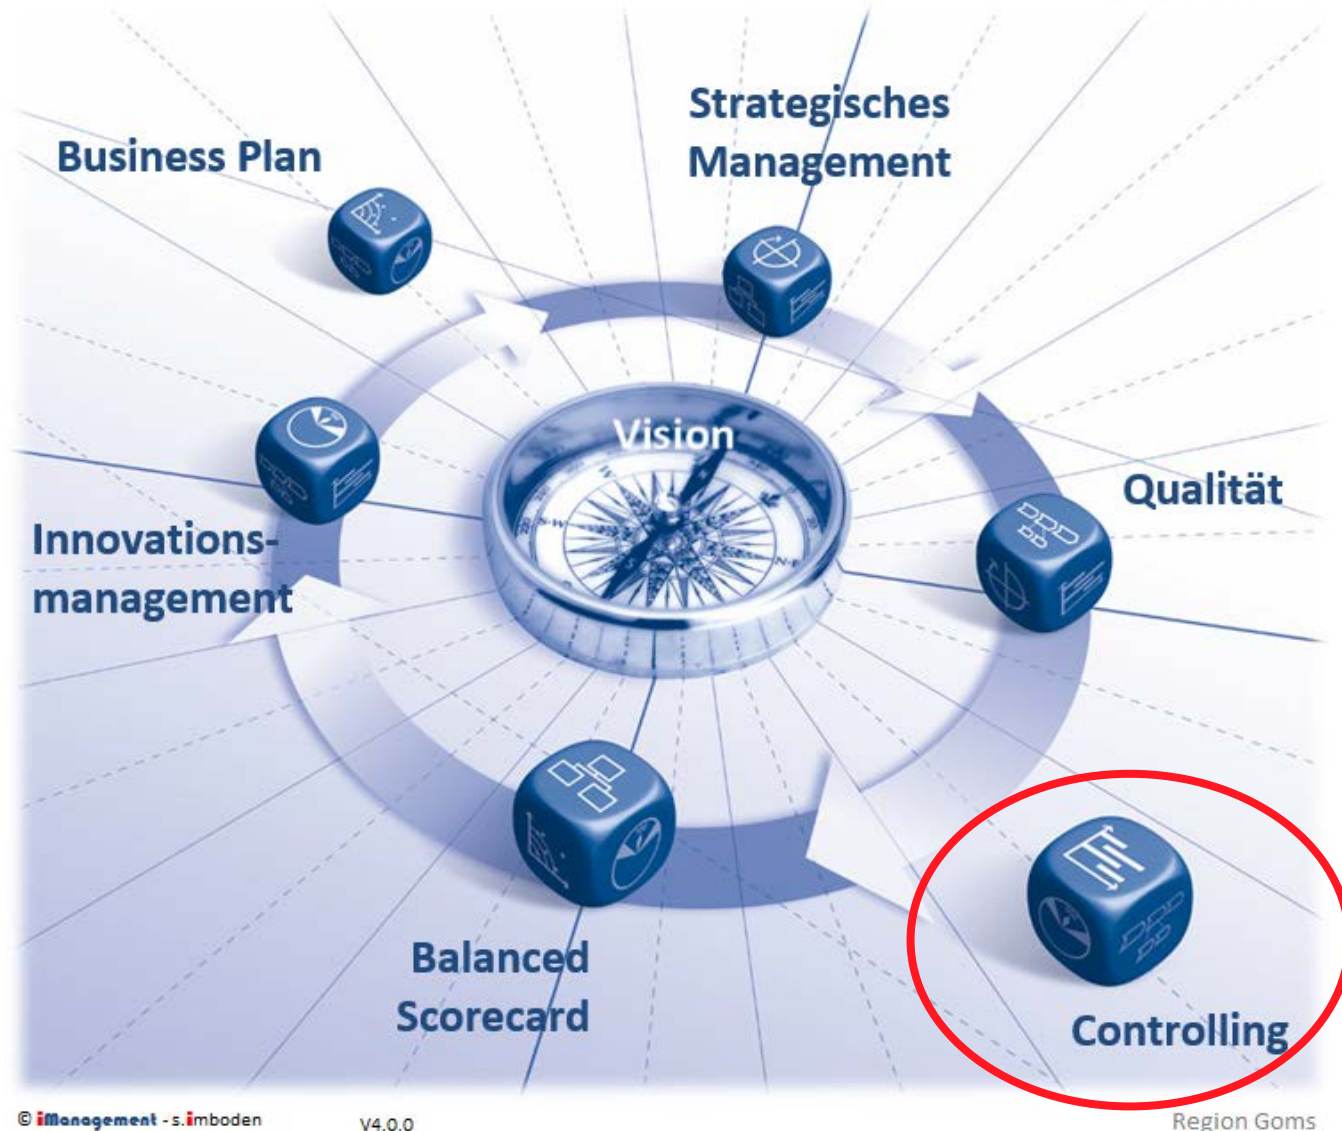 Strategisches
Management
Business Plan
Vision
Qualität
Innovations-
management
Balanced
Scorecard
Controlling
© iManagement - s.imboden
V4.0.0
Region Goms